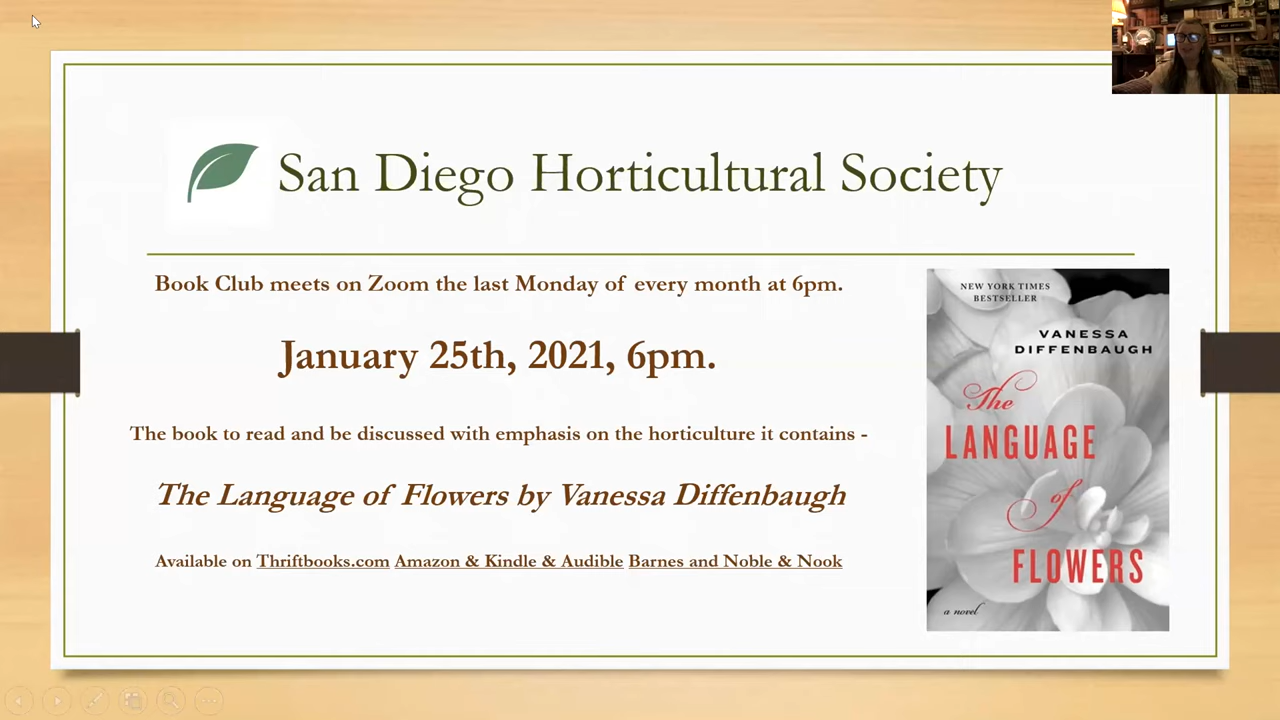 San Diego Horticultural Society
Book Club meets on Zoom the last Monday of every month at 6pm.
January 25th, 2021, 6pm.
The book to read and be discussed with emphasis on the horticulture it contains -
The Language of Flowers by Vanessa Diffenbaugh
Available on Thriftbooks.com Amazon & Kindle & Audible Barnes and Noble & Nook
NEW YORK TIMES
BESTSELLER
VANESSA
DIFFENBAUGH
The
LANGUAGE
of
FLOWERS
a novel